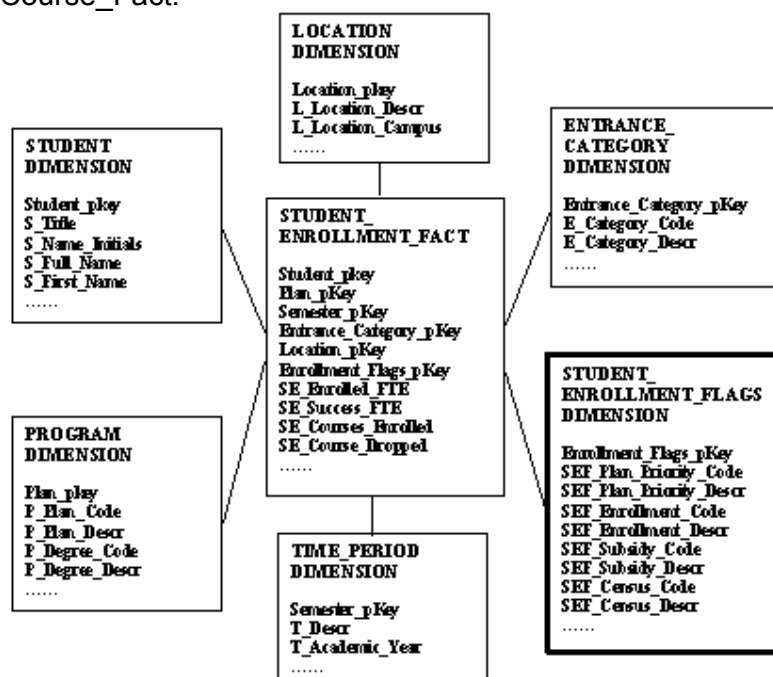 Course_Fact.
LOCATION
DIMENSION
Location_pkey
L_Location_Descr
L_Location_Campus
......
STUDENT
DIMENSION
Student_pkey
S_Title
S_Name_Initials
S_Full_Name
S_First_Name
......
STUDENT_
ENROLLMENT_FACT
Student_pkey
Plan_pKey
Semester_pKey
Entrance_Category_pKey
Location_pKey
Enrollment_Flags_pKey
SE_Enrolled_FTE
SE_Success_FTE
SE_Courses_Enrolled
SE_Course_Dropped
......
ENTRANCE_
CATEGORY
DIMENSION
Entrance_Category_pKey
E_Category_Code
E_Category_Descr
......
PROGRAM
DIMENSION
Plan_pkey
P_Plan_Code
P_Plan_Descr
P_Degree_Code
P_Degree_Descr
......
STUDENT_
ENROLLMENT_FLAGS
DIMENSION
Enrollment_Flags_pKey
SEF_Plan_Priority_Code
SEF_Plan_Priority_Descr
SEF_Enrollment_Code
SEF_Enrollment_Descr
SEF_Subsidy_Code
SEF_Subsidy_Descr
SEF_Census_Code
SEF_Census_Descr
......
TIME_PERIOD
DIMENSION
Semester_pKey
T_Descr
T_Academic_Year
......